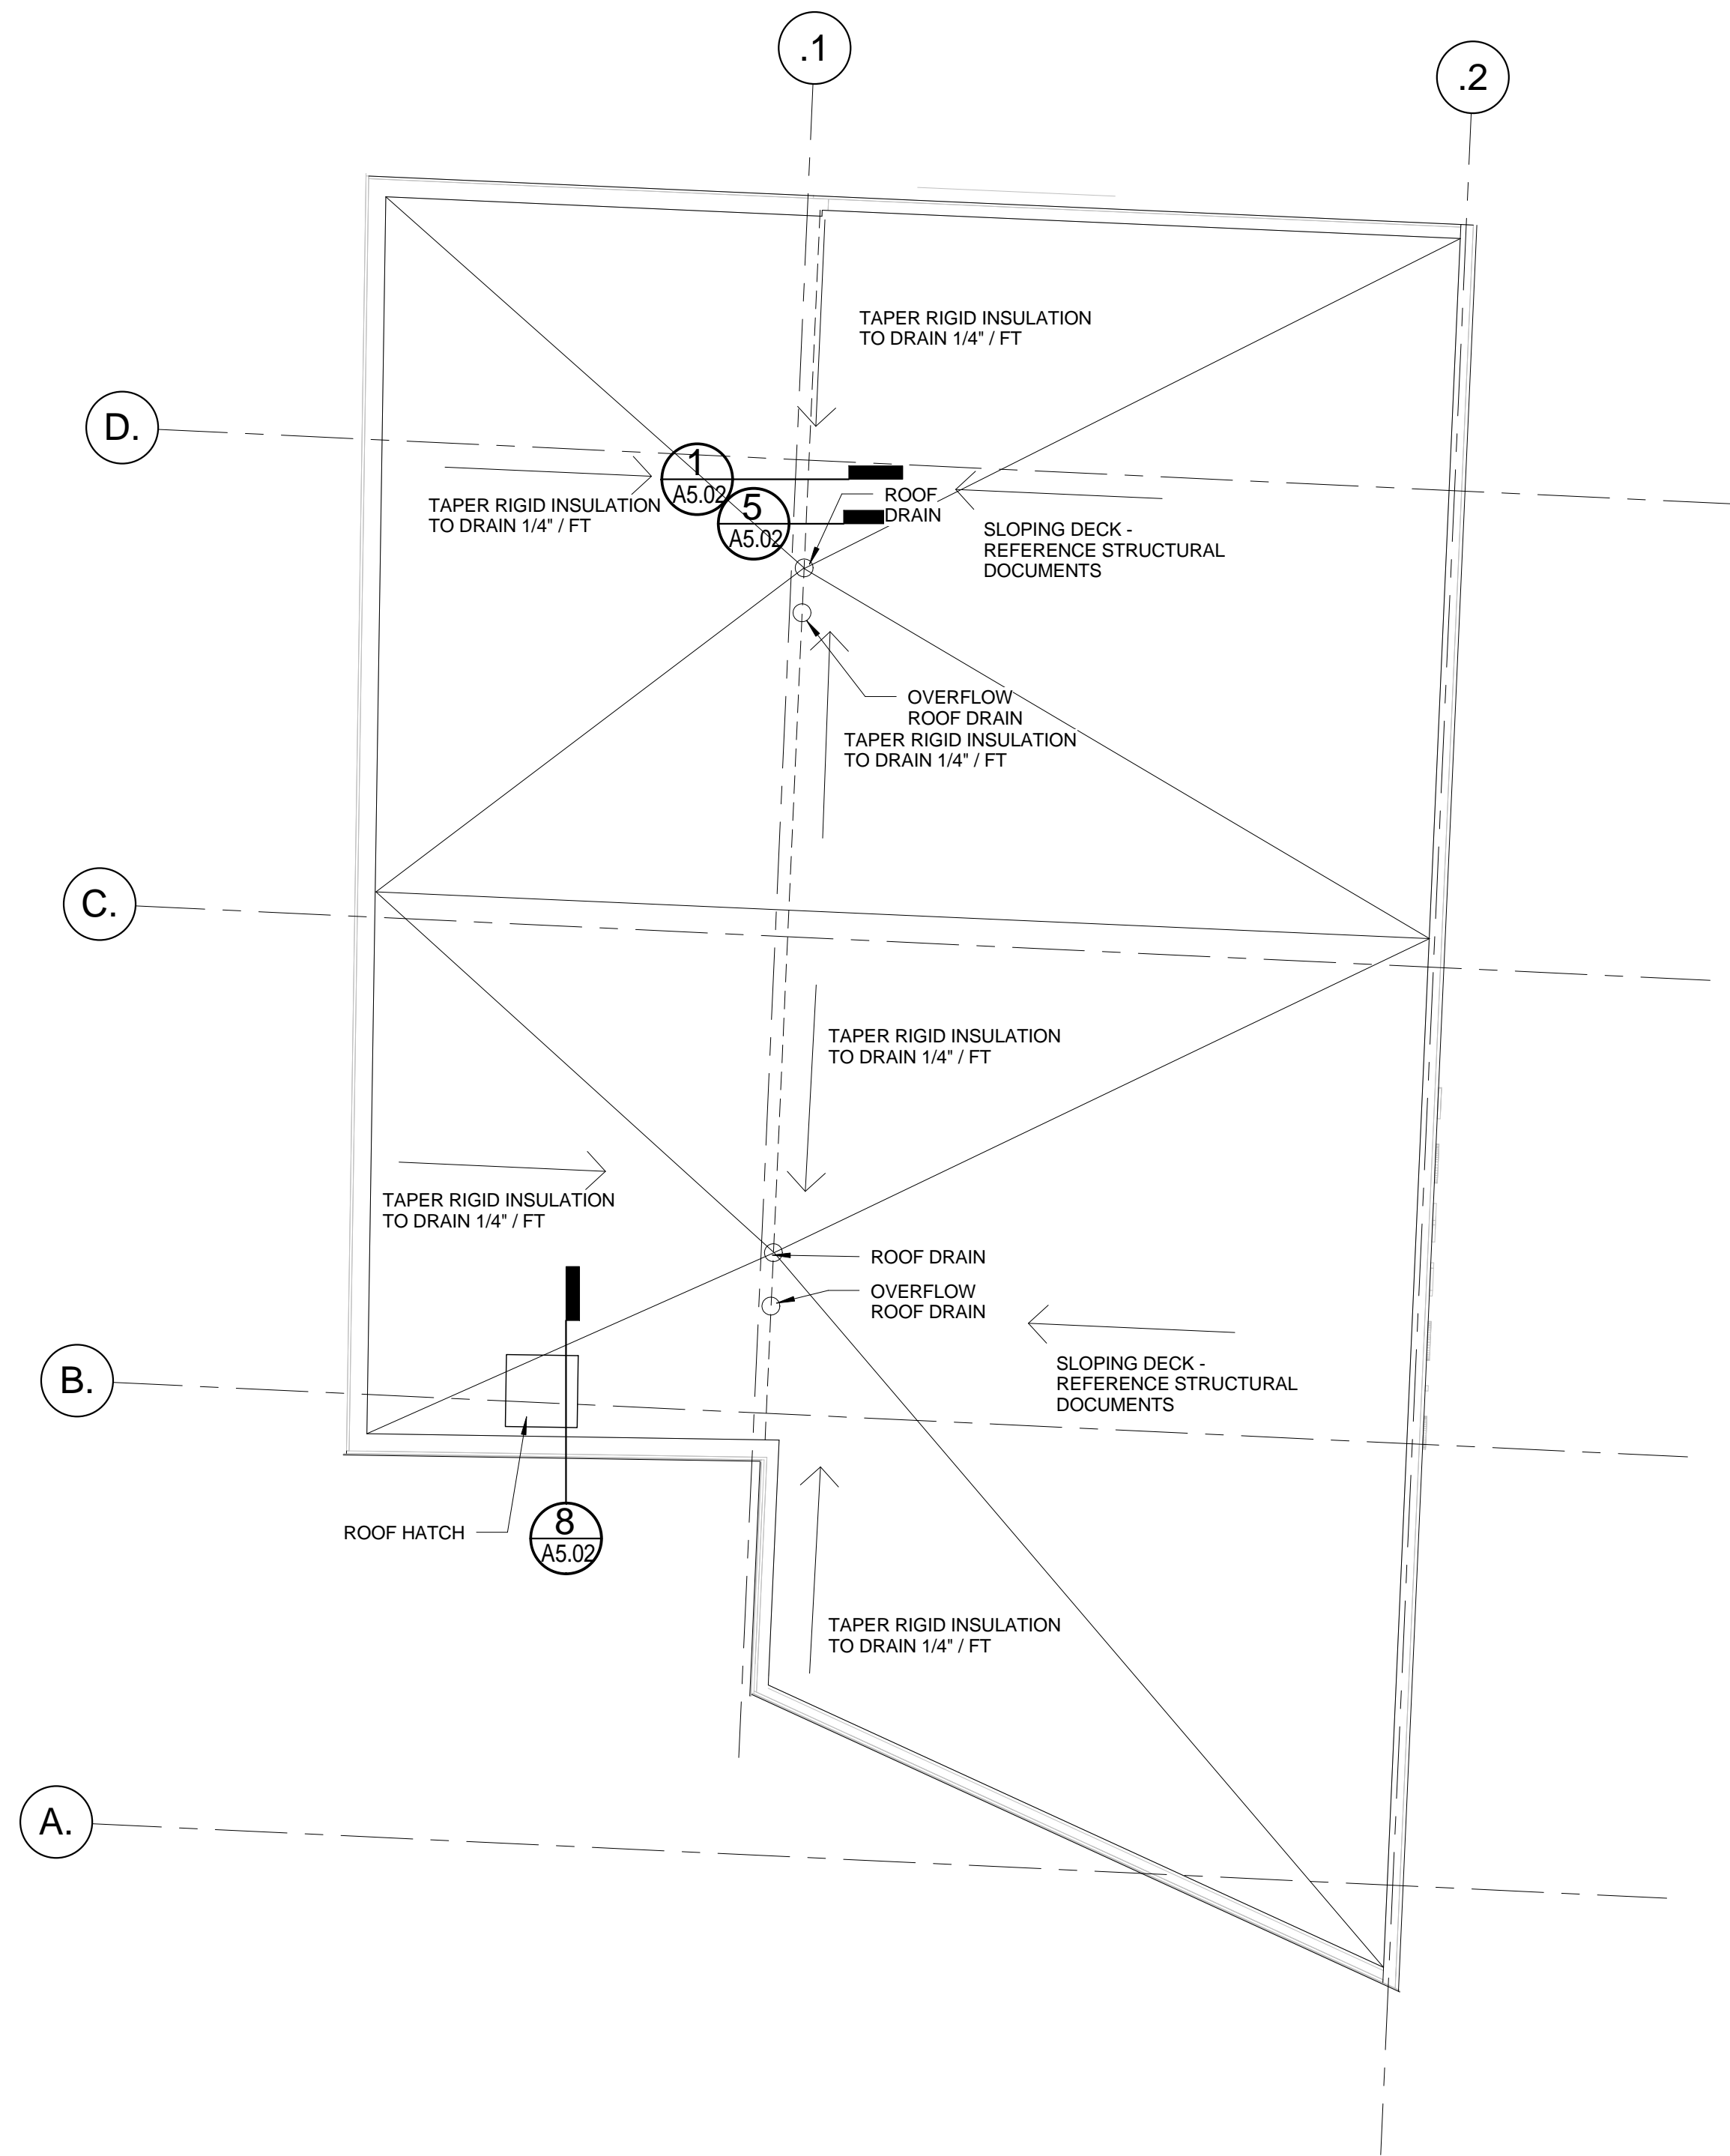 .1
.2
TAPER RIGID INSULATION
TO DRAIN 1/4" / FT
D.
1
A5.02
TAPER RIGID INSULATION
TO DRAIN 1/4" / FT
5
A5.02
ROOF
DRAIN
SLOPING DECK -
REFERENCE STRUCTURAL
DOCUMENTS
OVERFLOW
ROOF DRAIN
TAPER RIGID INSULATION
TO DRAIN 1/4" / FT
C.
TAPER RIGID INSULATION
TO DRAIN 1/4" / FT
TAPER RIGID INSULATION
TO DRAIN 1/4" / FT
ROOF DRAIN
OVERFLOW
ROOF DRAIN
SLOPING DECK -
REFERENCE STRUCTURAL
DOCUMENTS
B.
ROOF HATCH
8
A5.02
TAPER RIGID INSULATION
TO DRAIN 1/4" / FT
A.